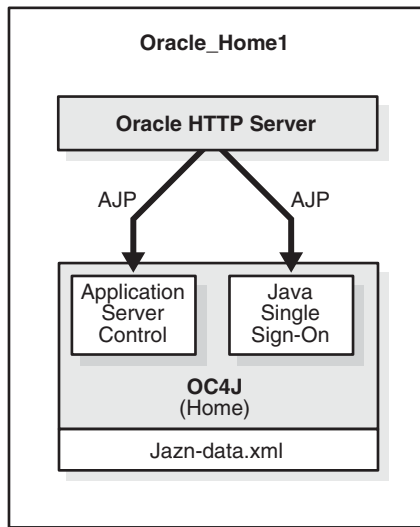 Oracle_Home1
Oracle HTTP Server
AJP
AJP
Application
Server
Control
Java
Single
Sign-On
OC4J
(Home)
Jazn-data.xml